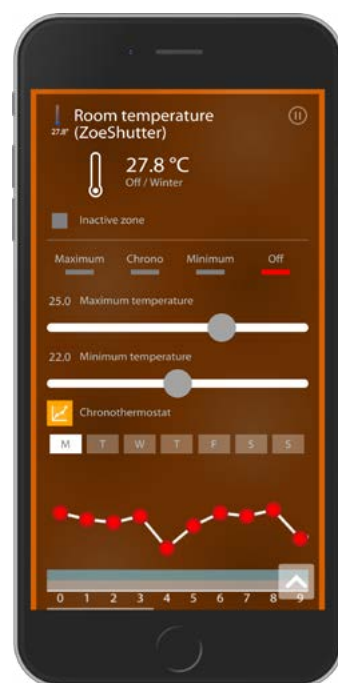 Room temperature
27.8° (ZoeShutter)
27.8 °C
Off / Winter
Inactive zone
Maximum Chrono Minimum Off
25.0 Maximum temperature
22.0 Minimum temperature
Chronothermostat
M T W T F S S
0 1 2 3 4 5 6 7 8 9